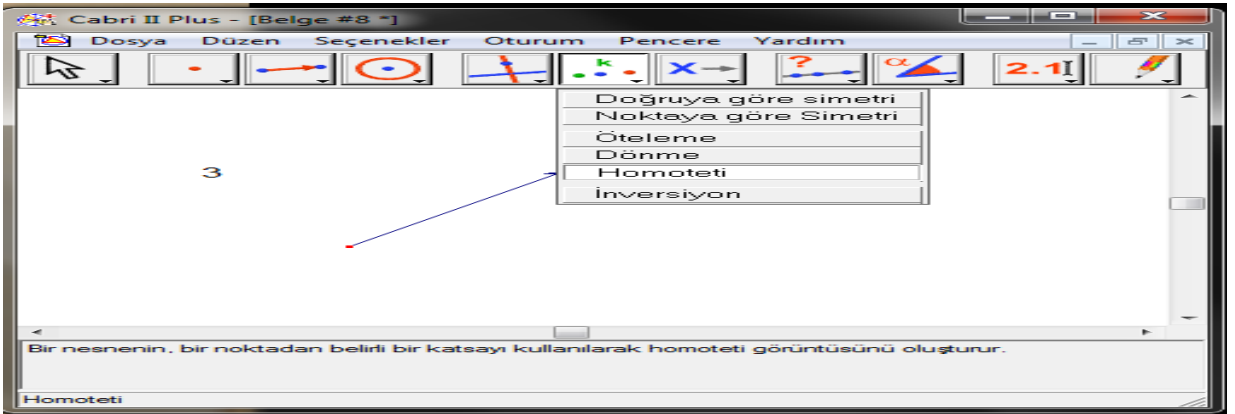 Cabri II Plus - [Belge #8 *]
Dosya Düzen Seçenekler Oturum Pencere Yardım
k X ? α 2.1
Doğruya göre simetri
Noktaya göre Simetri
Öteleme
Dönme
Homoteti
İnversiyon
3
Bir nesnenin, bir noktadan belirli bir katsayı kullanılarak homoteti görüntüsünü oluşturur.
Homoteti